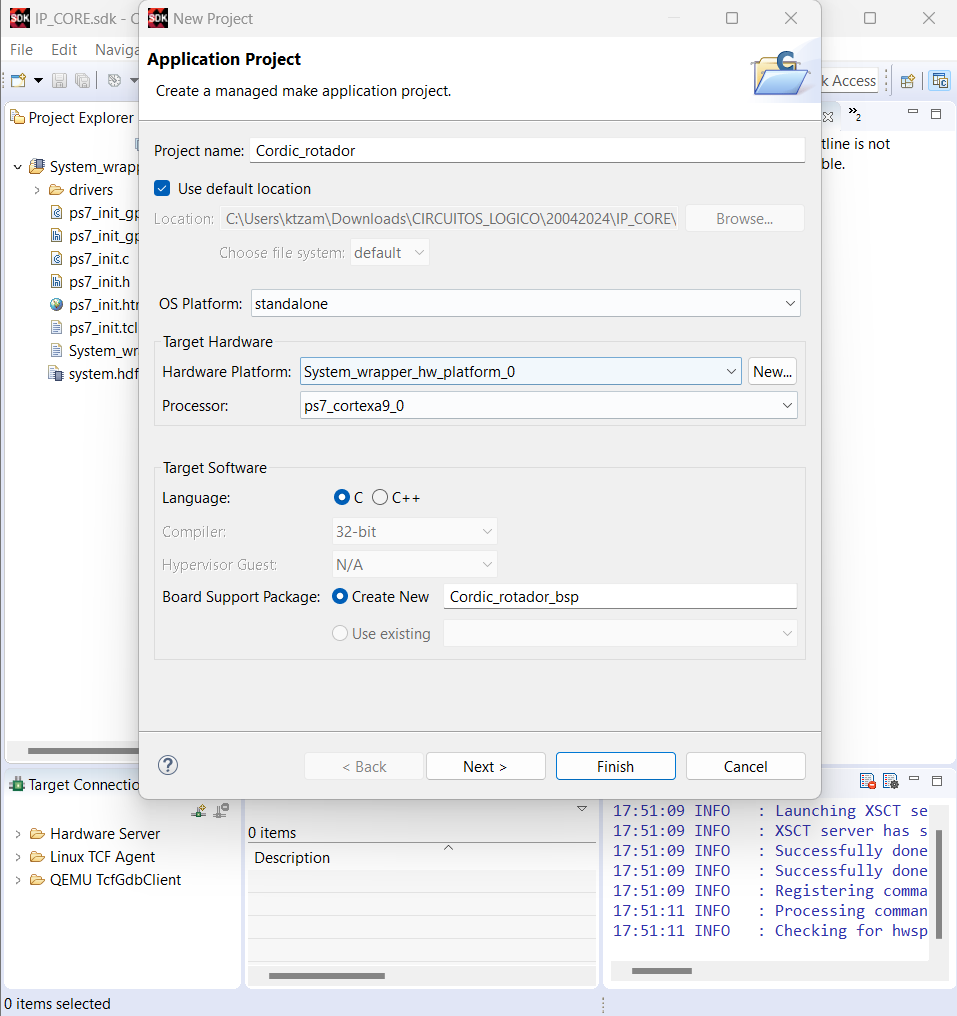 SDK IP_CORE.sdk - C
SDK New Project
File Edit Naviga
k Access
Project Explorer
2
System_wrapp
drivers
ps7_init_gp
ps7_init_gp
ps7_init.c
ps7_init.h
ps7_init.htm
ps7_init.tcl
System_wr
system.hdf
tline is not
ble.
Application Project
Create a managed make application project.
Project name: Cordic_rotador
Use default location
Location: C:\Users\ktzam\Downloads\CIRCUITOS_LOGICO\20042024\IP_CORE\ Browse...
Choose file system: default
OS Platform: standalone
Target Hardware
Hardware Platform: System_wrapper_hw_platform_0 New...
Processor: ps7_cortexa9_0
Target Software
Language: C C++
Compiler: 32-bit
Hypervisor Guest: N/A
Board Support Package: Create New Cordic_rotador_bsp
Use existing
? < Back Next > Finish Cancel
Target Connectio
Hardware Server
Linux TCF Agent
QEMU TcfGdbClient
0 items
Description
17:51:09 INFO : Launching XSCT se
17:51:09 INFO : XSCT server has s
17:51:09 INFO : Successfully done
17:51:09 INFO : Successfully done
17:51:09 INFO : Registering comma
17:51:11 INFO : Processing comman
17:51:11 INFO : Checking for hwsp
0 items selected